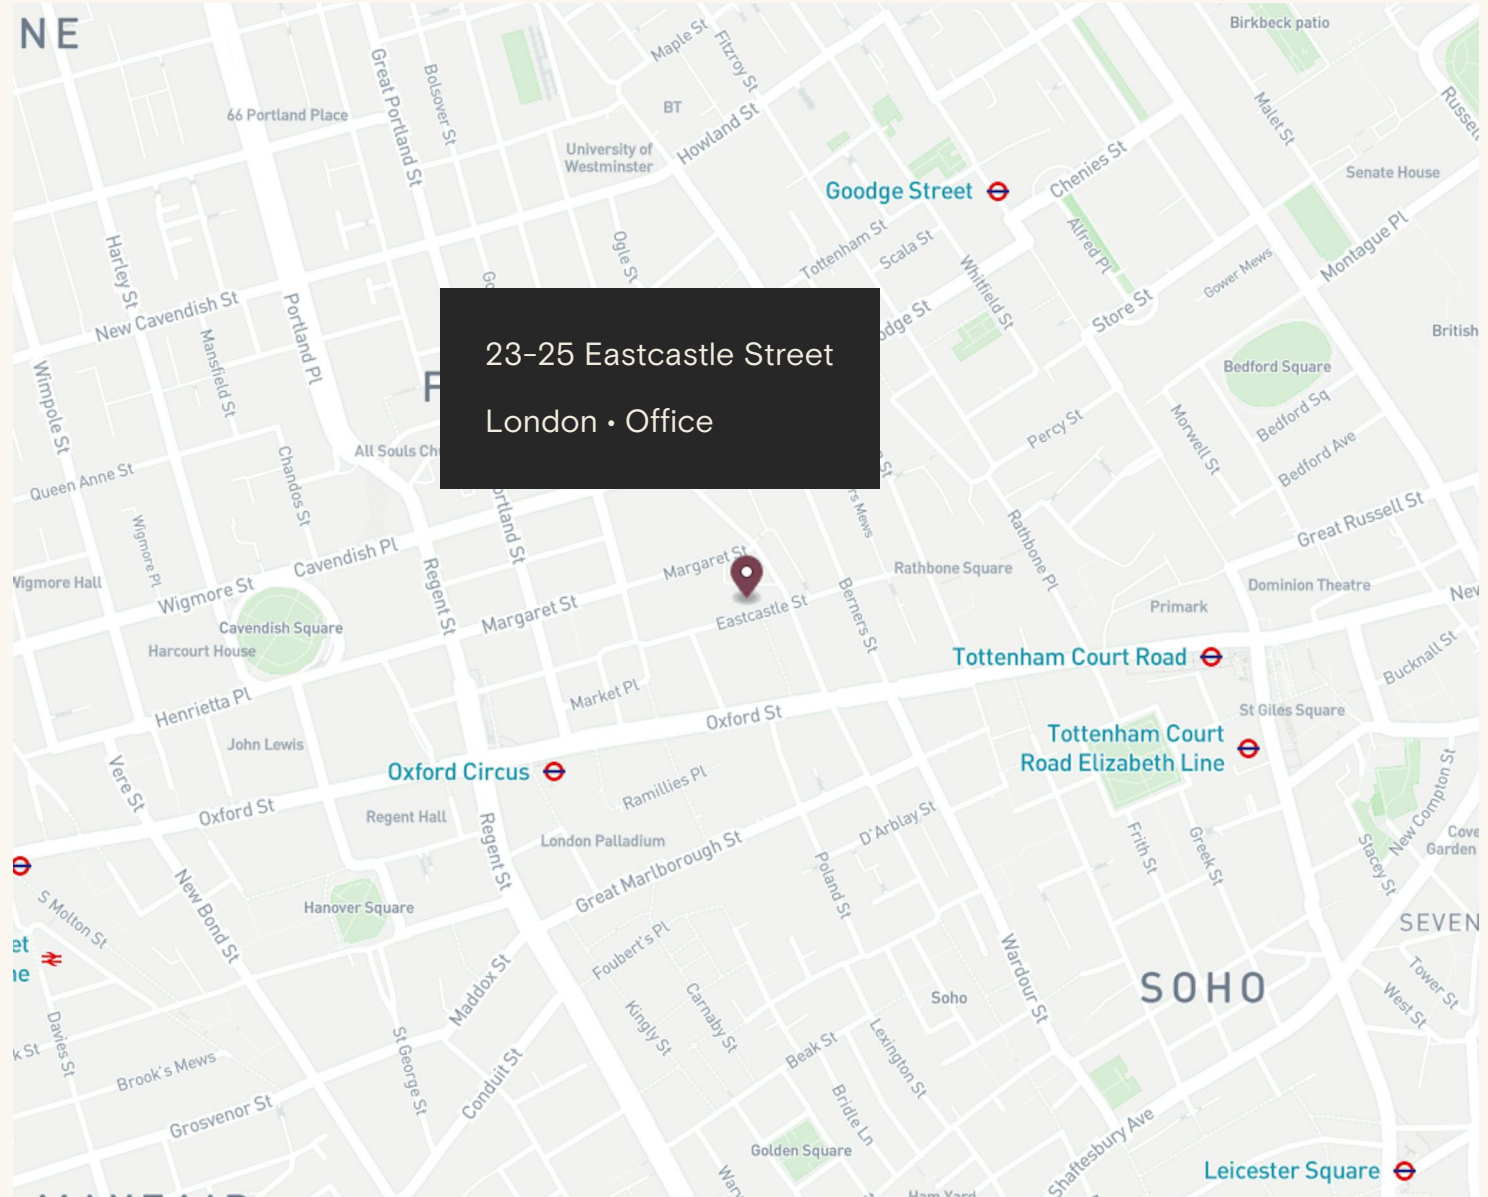 NE
Birkbeck patio
Maple St
Fitzroy St
Great Portland St
Bolsover St
Malet St
BT
66 Portland Place
Howland St
University of
Westminster
Chenies St
Senate House
Goodge Street
Alfred Pl
Montague Pl
Tottenham St
Scala St
Ogle St
Harley St
Whitfield St
Gower Mews
New Cavendish St
Portland Pl
Store St
British
Mansfield St
23-25 Eastcastle Street
London • Office
Wimpole St
Bedford Square
Bedford Sq
Percy St
Morwell St
Bedford Ave
All Souls
Queen Anne St
Chandos St
Great Russell St
Wigmore Pl
Rathbone Pl
Cavendish Pl
Regent St
Margaret St
Rathbone Square
Wigmore St
Dominion Theatre
Primark
Margaret St
Eastcastle St
Berners St
Cavendish Square
Harcourt House
Tottenham Court Road
Bucknall St
Market Pl
Henrietta Pl
Oxford St
St Giles Square
John Lewis
Tottenham Court
Road Elizabeth Line
Oxford Circus
Vere St
Ramillies Pl
Oxford St
Regent Hall
London Palladium
Regent St
Great Marlborough St
D'Arblay St
Frith St
Greek St
New Compton St
Stacey St
Garden
Poland St
New Bond St
Hanover Square
S Molton St
SEVEN
Foubert's Pl
Wardour St
Maddox St
SOHO
Soho
Tower St
West St
Kingly St
Carnaby St
Davies St
St George St
Beak St
Lexington St
Brook's Mews
Conduit St
Grosvenor St
Bridle Ln
Golden Square
Shaftesbury Ave
Leicester Square